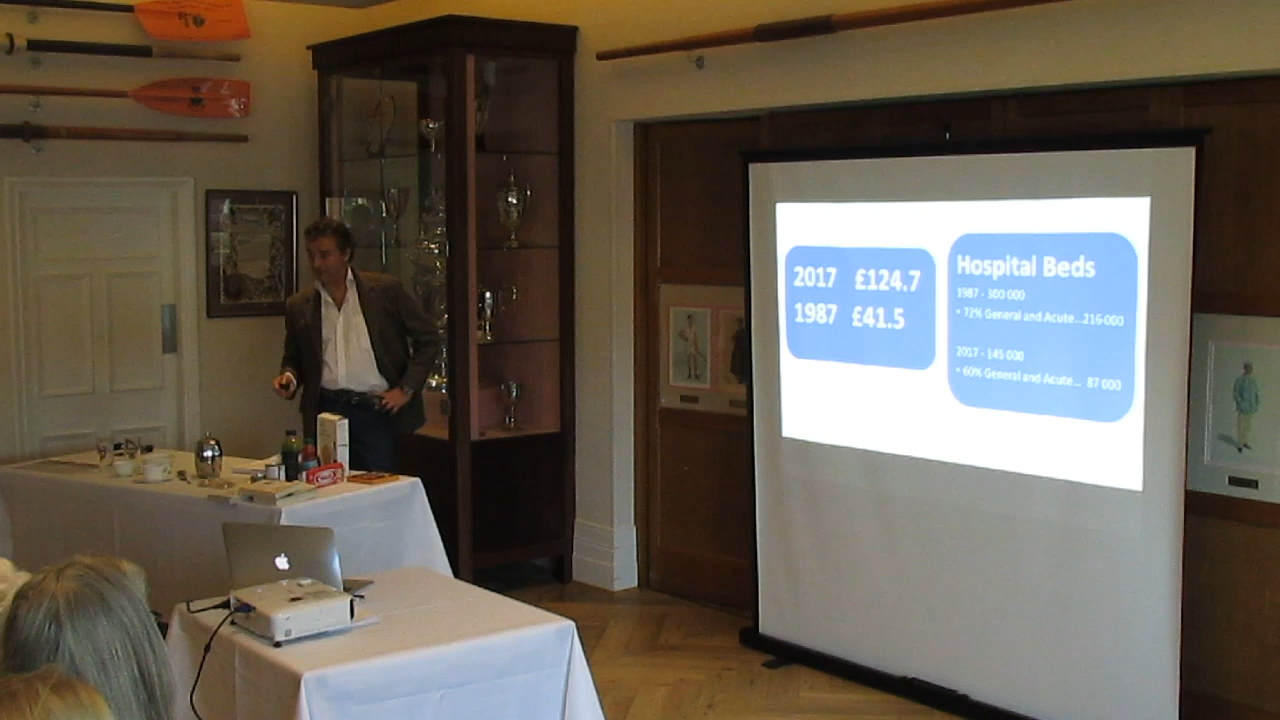 2017 £124.7
1987 £41.5
Hospital Beds
1987 - 300 000
• 72% General and Acute...216 000
2017 - 145 000
• 60% General and Acute... 87 000